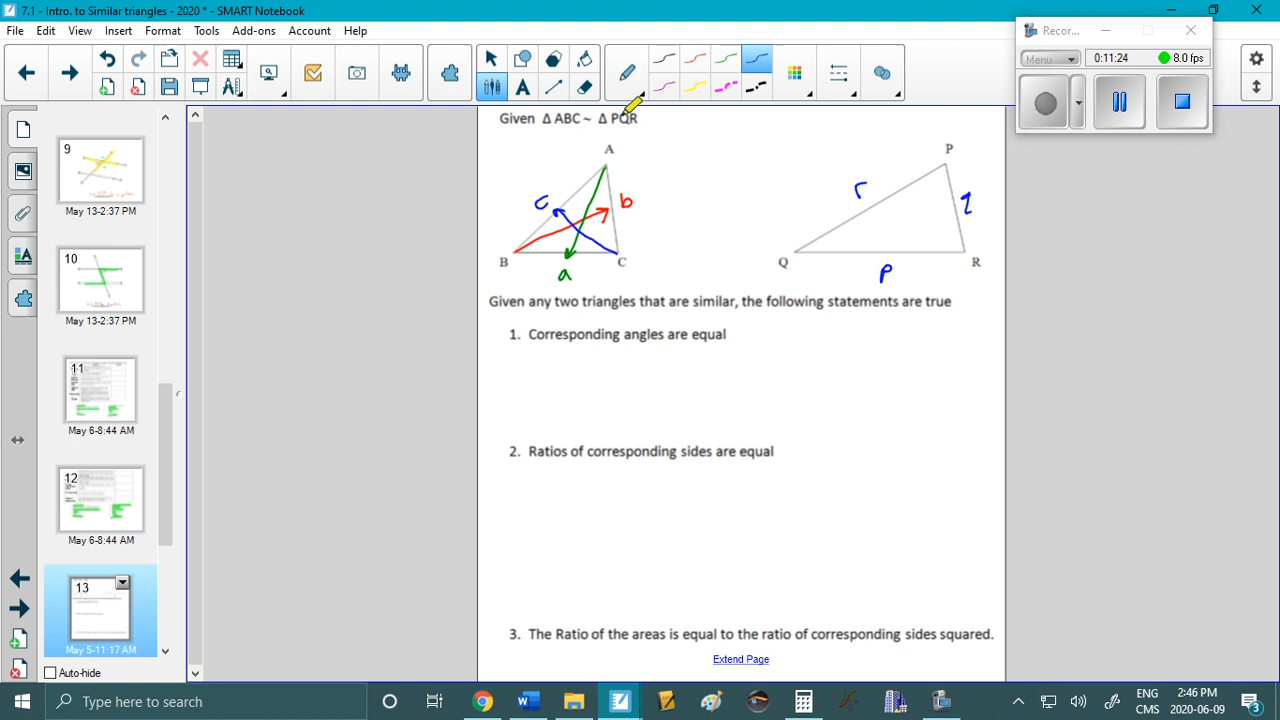 7.1 - Intro. to Similar triangles - 2020 * - SMART Notebook
File Edit View Insert Format Tools Add-ons Account Help
Recor...
Menu
0:11:24
8.0 fps
Given Δ ABC ~ Δ PQR
A
B
C
c
b
a
P
Q
R
r
q
p
Given any two triangles that are similar, the following statements are true
1. Corresponding angles are equal
2. Ratios of corresponding sides are equal
3. The Ratio of the areas is equal to the ratio of corresponding sides squared.
Extend Page
9
May 13-2:37 PM
10
May 13-2:37 PM
11
May 6-8:44 AM
12
May 6-8:44 AM
13
May 5-11:17 AM
Auto-hide
Type here to search
ENG
CMS
2:46 PM
2020-06-09
3